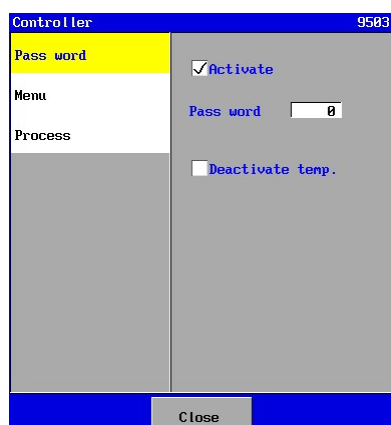 Controller 9503
Pass word
Menu
Process
Activate
Pass word 0
Deactivate temp.
Close